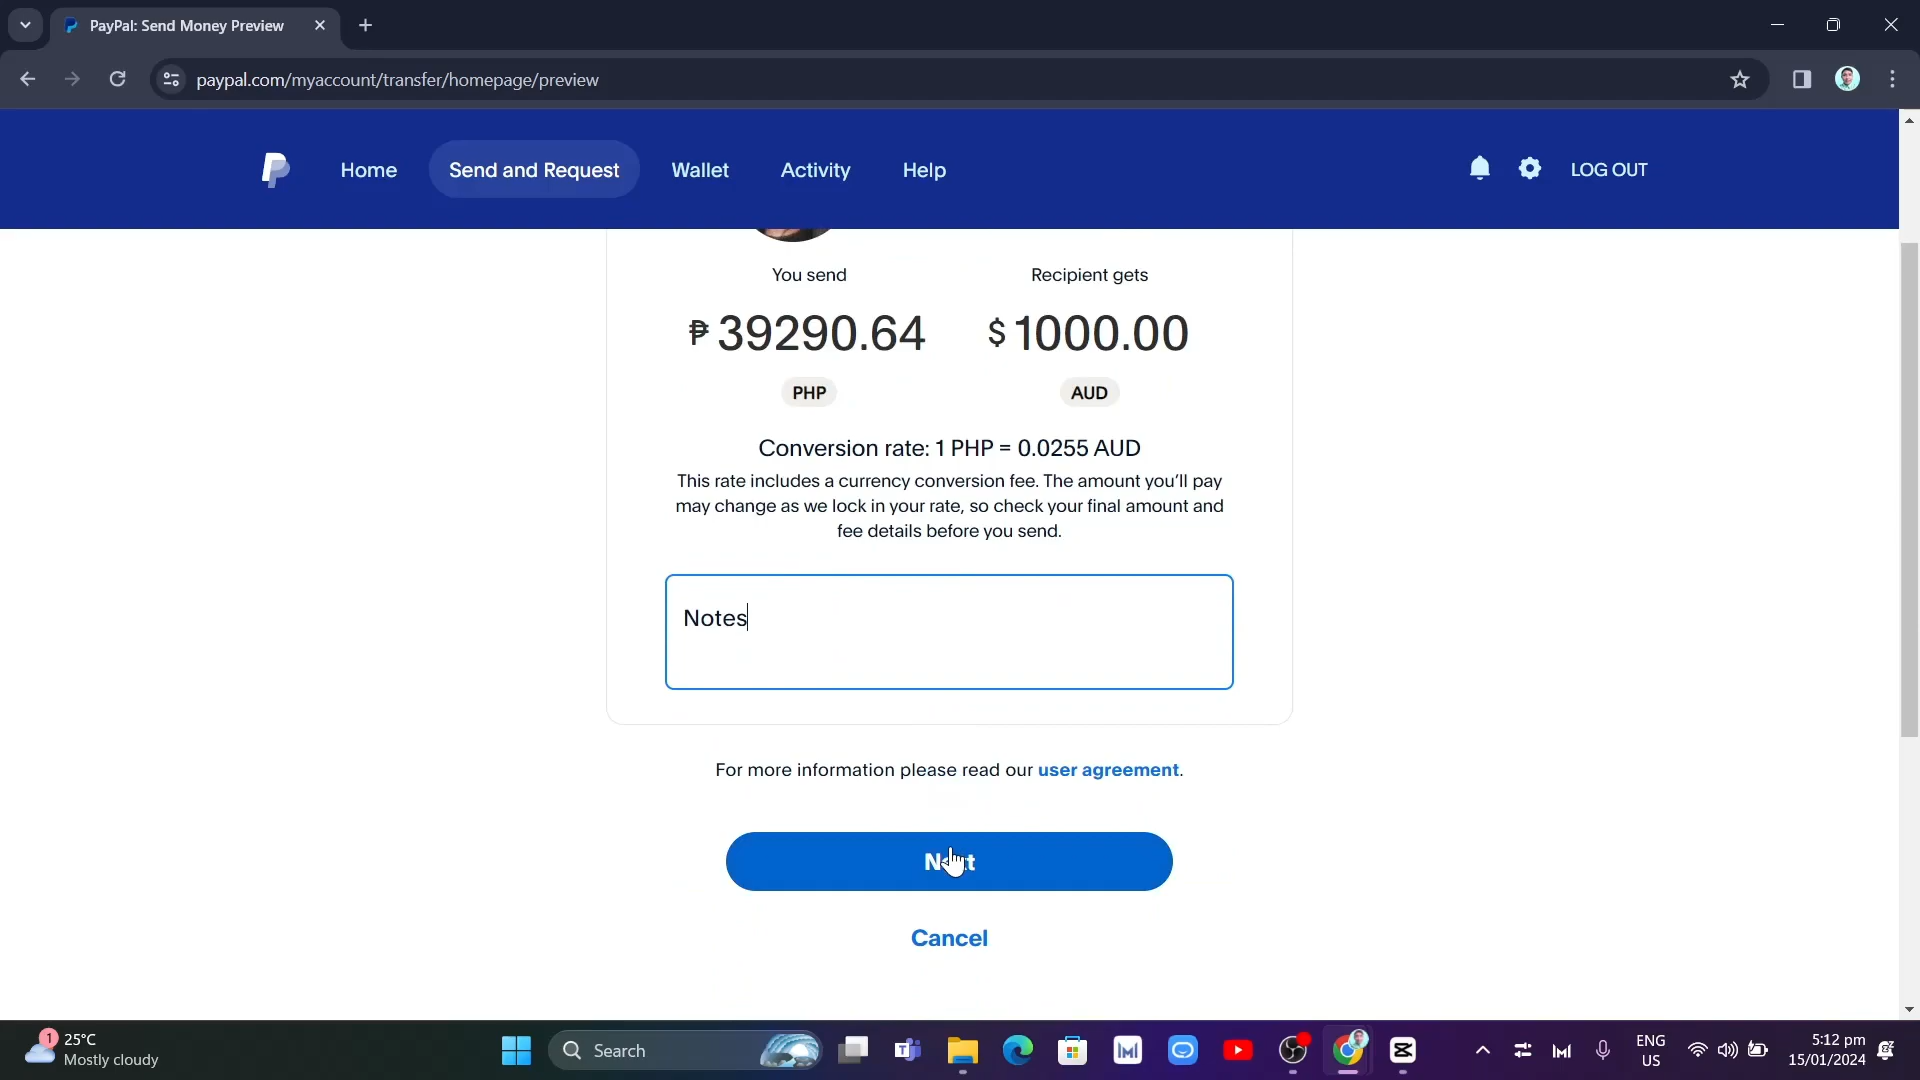 PayPal: Send Money Preview
paypal.com/myaccount/transfer/homepage/preview
Home
Send and Request
Wallet
Activity
Help
LOG OUT
You send
Recipient gets
₱ 39290.64
$ 1000.00
PHP
AUD
Conversion rate: 1 PHP = 0.0255 AUD
This rate includes a currency conversion fee. The amount you'll pay
may change as we lock in your rate, so check your final amount and
fee details before you send.
Notes
For more information please read our user agreement.
Next
Cancel
1
25°C
Mostly cloudy
Search
ENG
US
5:12 pm
15/01/2024